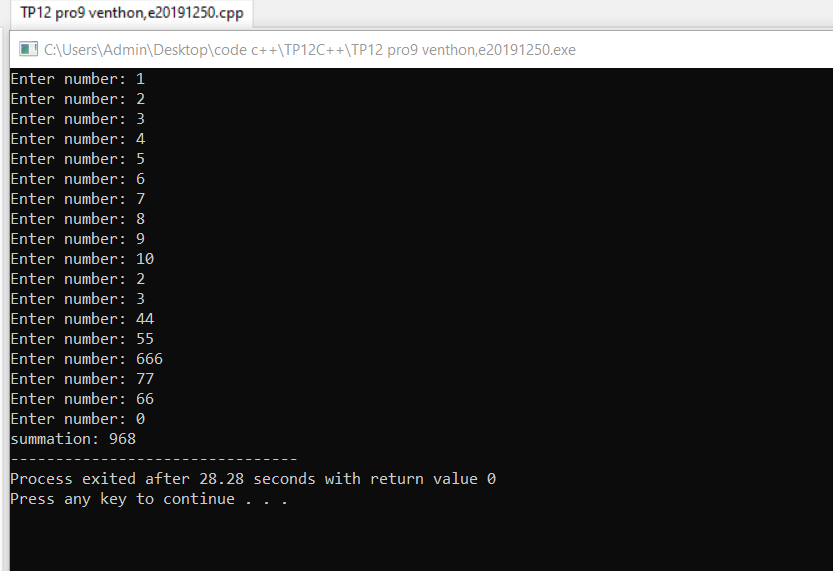 TP12 pro9 venthon,e20191250.cpp
C:\Users\Admin\Desktop\code c++\TP12C++\TP12 pro9 venthon,e20191250.exe
Enter number: 1
Enter number: 2
Enter number: 3
Enter number: 4
Enter number: 5
Enter number: 6
Enter number: 7
Enter number: 8
Enter number: 9
Enter number: 10
Enter number: 2
Enter number: 3
Enter number: 44
Enter number: 55
Enter number: 666
Enter number: 77
Enter number: 66
Enter number: 0
summation: 968
--------------------------------
Process exited after 28.28 seconds with return value 0
Press any key to continue . . .